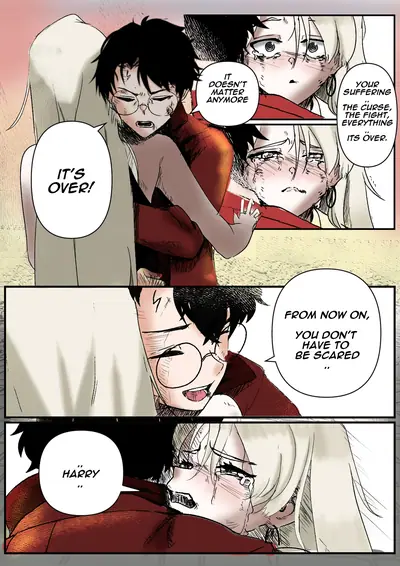 IT
DOESN'T
MATTER
ANYMORE
YOUR
SUFFERING
..
THE CURSE,
THE FIGHT,
EVERYTHING
..
ITS OVER.
IT'S
OVER!
FROM NOW ON,
YOU DON'T
HAVE TO
BE SCARED
..
..
HARRY
..